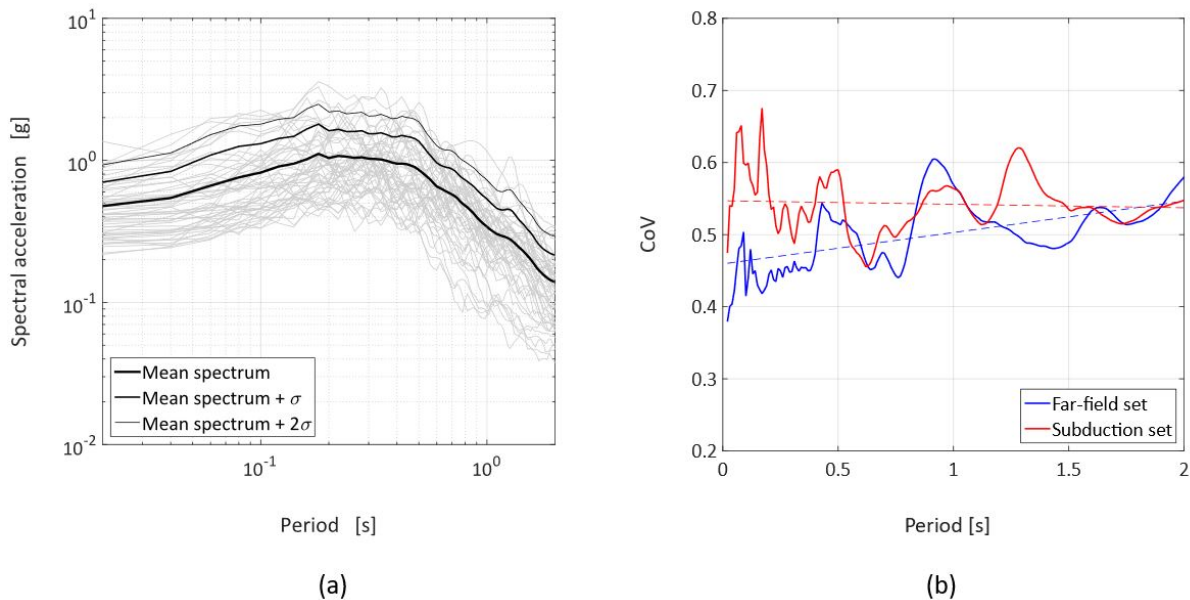 10^1
10^0
10^-1
10^-2
Spectral acceleration [g]
Mean spectrum
Mean spectrum + σ
Mean spectrum + 2σ
10^-1
10^0
Period [s]
(a)
0.8
0.7
0.6
0.5
0.4
0.3
0.2
CoV
Far-field set
Subduction set
0
0.5
1
1.5
2
Period [s]
(b)